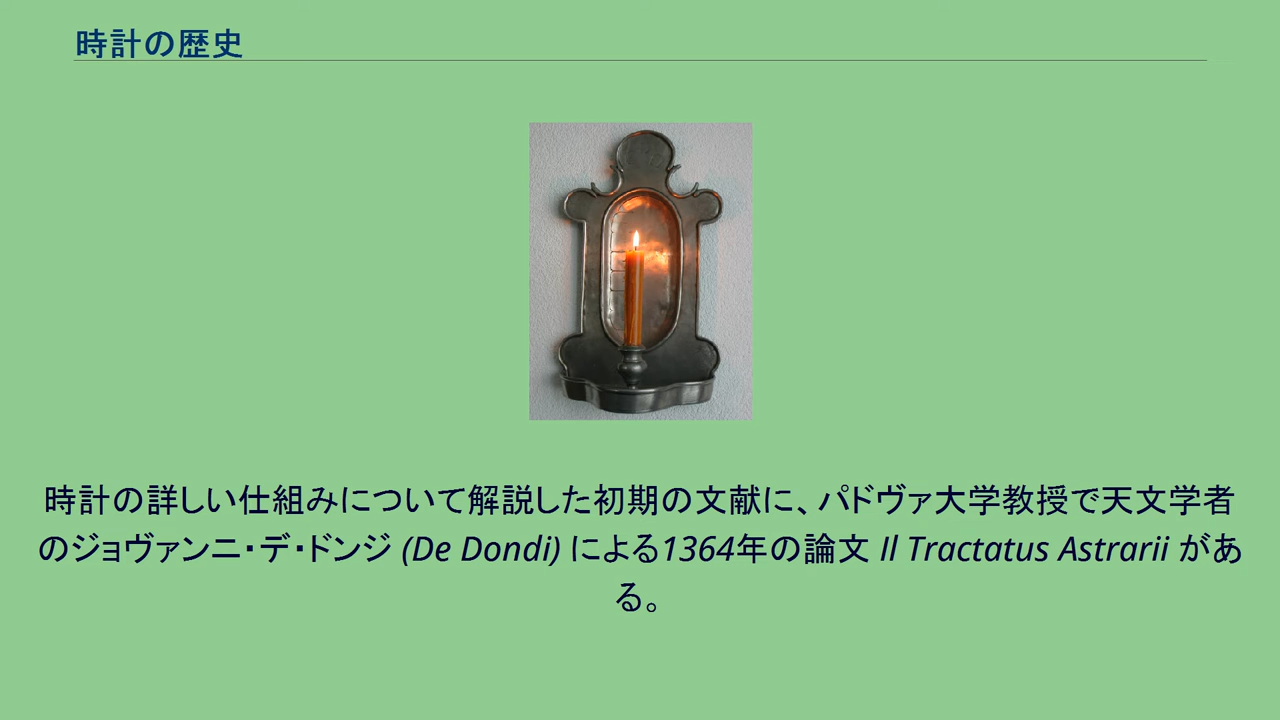 時計の歴史
時計の詳しい仕組みについて解説した初期の文献に、パドヴァ大学教授で天文学者
のジョヴァンニ・デ・ドンジ (De Dondi) による1364年の論文 Il Tractatus Astrarii があ
る。